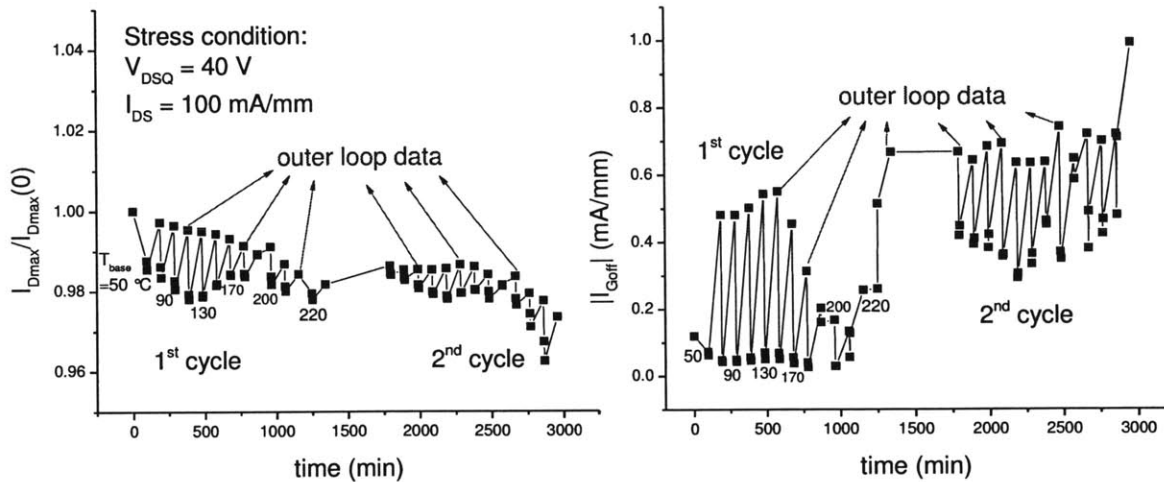 1.04
1.02
1.00
0.98
0.96
I_Dmax/I_Dmax(0)
Stress condition:
V_DSQ = 40 V
I_DS = 100 mA/mm
outer loop data
T_base
=50 °C
90
130
170
200
220
1st cycle
2nd cycle
0 500 1000 1500 2000 2500 3000
time (min)
1.0
0.8
0.6
0.4
0.2
0.0
|I_Goff| (mA/mm)
outer loop data
1st cycle
50
90
130
170
200
220
2nd cycle
0 500 1000 1500 2000 2500 3000
time (min)